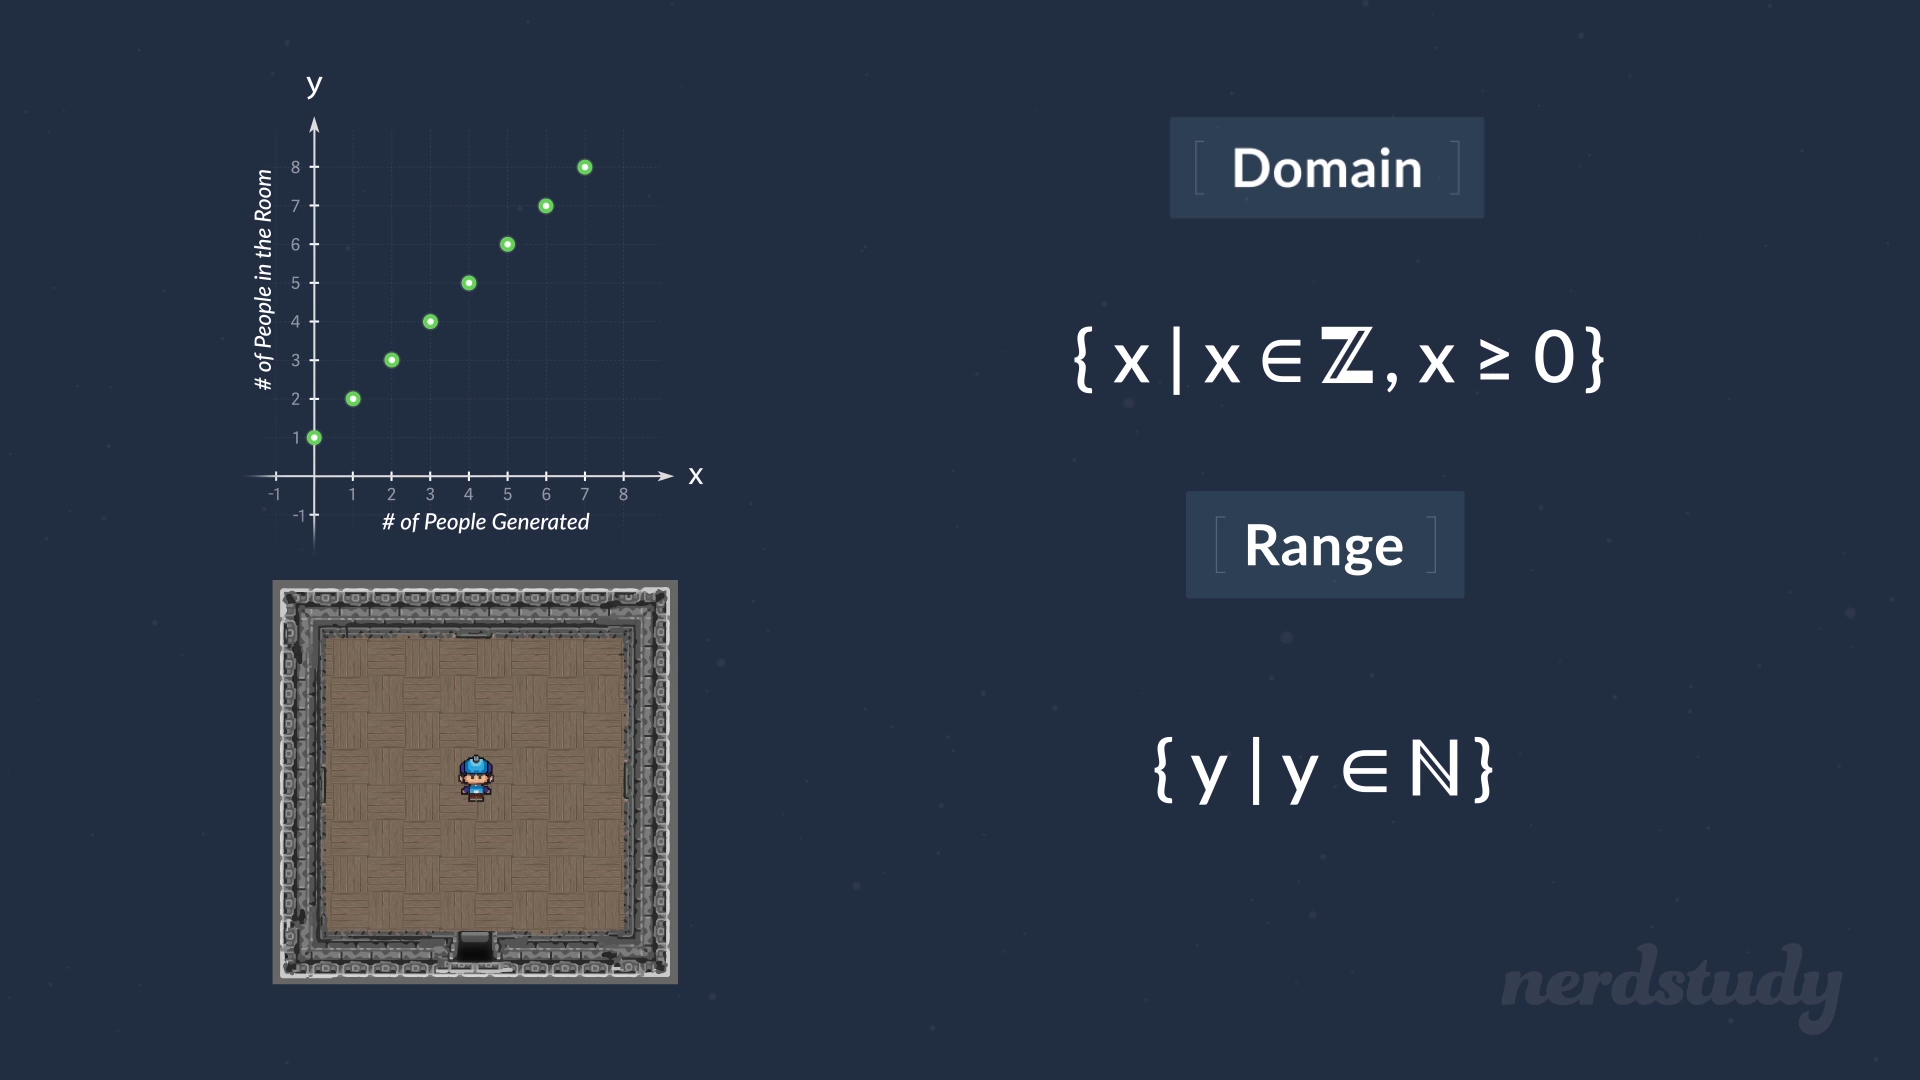 y
# of People in the Room
8
7
6
5
4
3
2
1
-1
-1 1 2 3 4 5 6 7 8
x
# of People Generated
[ Domain ]
{ x | x ∈ ℤ, x ≥ 0 }
[ Range ]
{ y | y ∈ ℕ }
nerdstudy